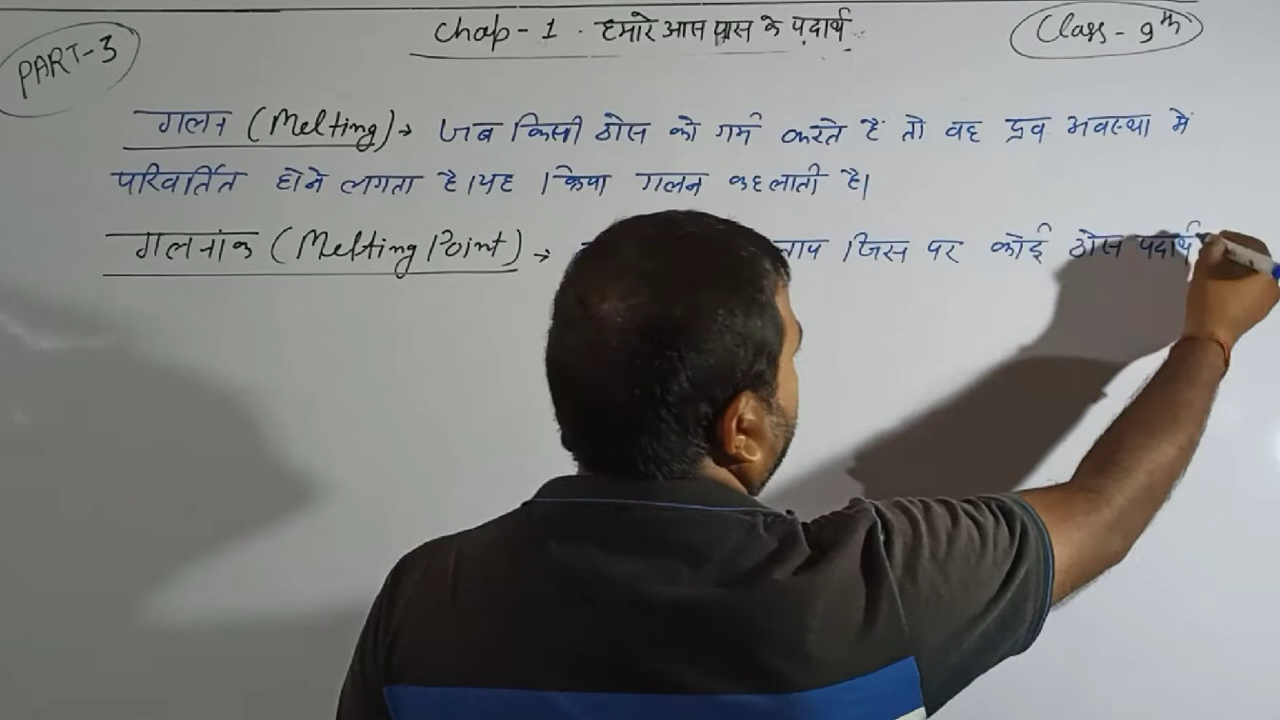 PART-3
Chap - 1 . हमारे आस पास के पदार्थ
Class - 9th
गलन (Melting) → जब किसी ठोस को गर्म करते हैं तो वह द्रव अवस्था में
परिवर्तित होने लगता है। यह क्रिया गलन कहलाती है।
गलनांक (Melting Point) → ताप जिस पर कोई ठोस पदार्थ